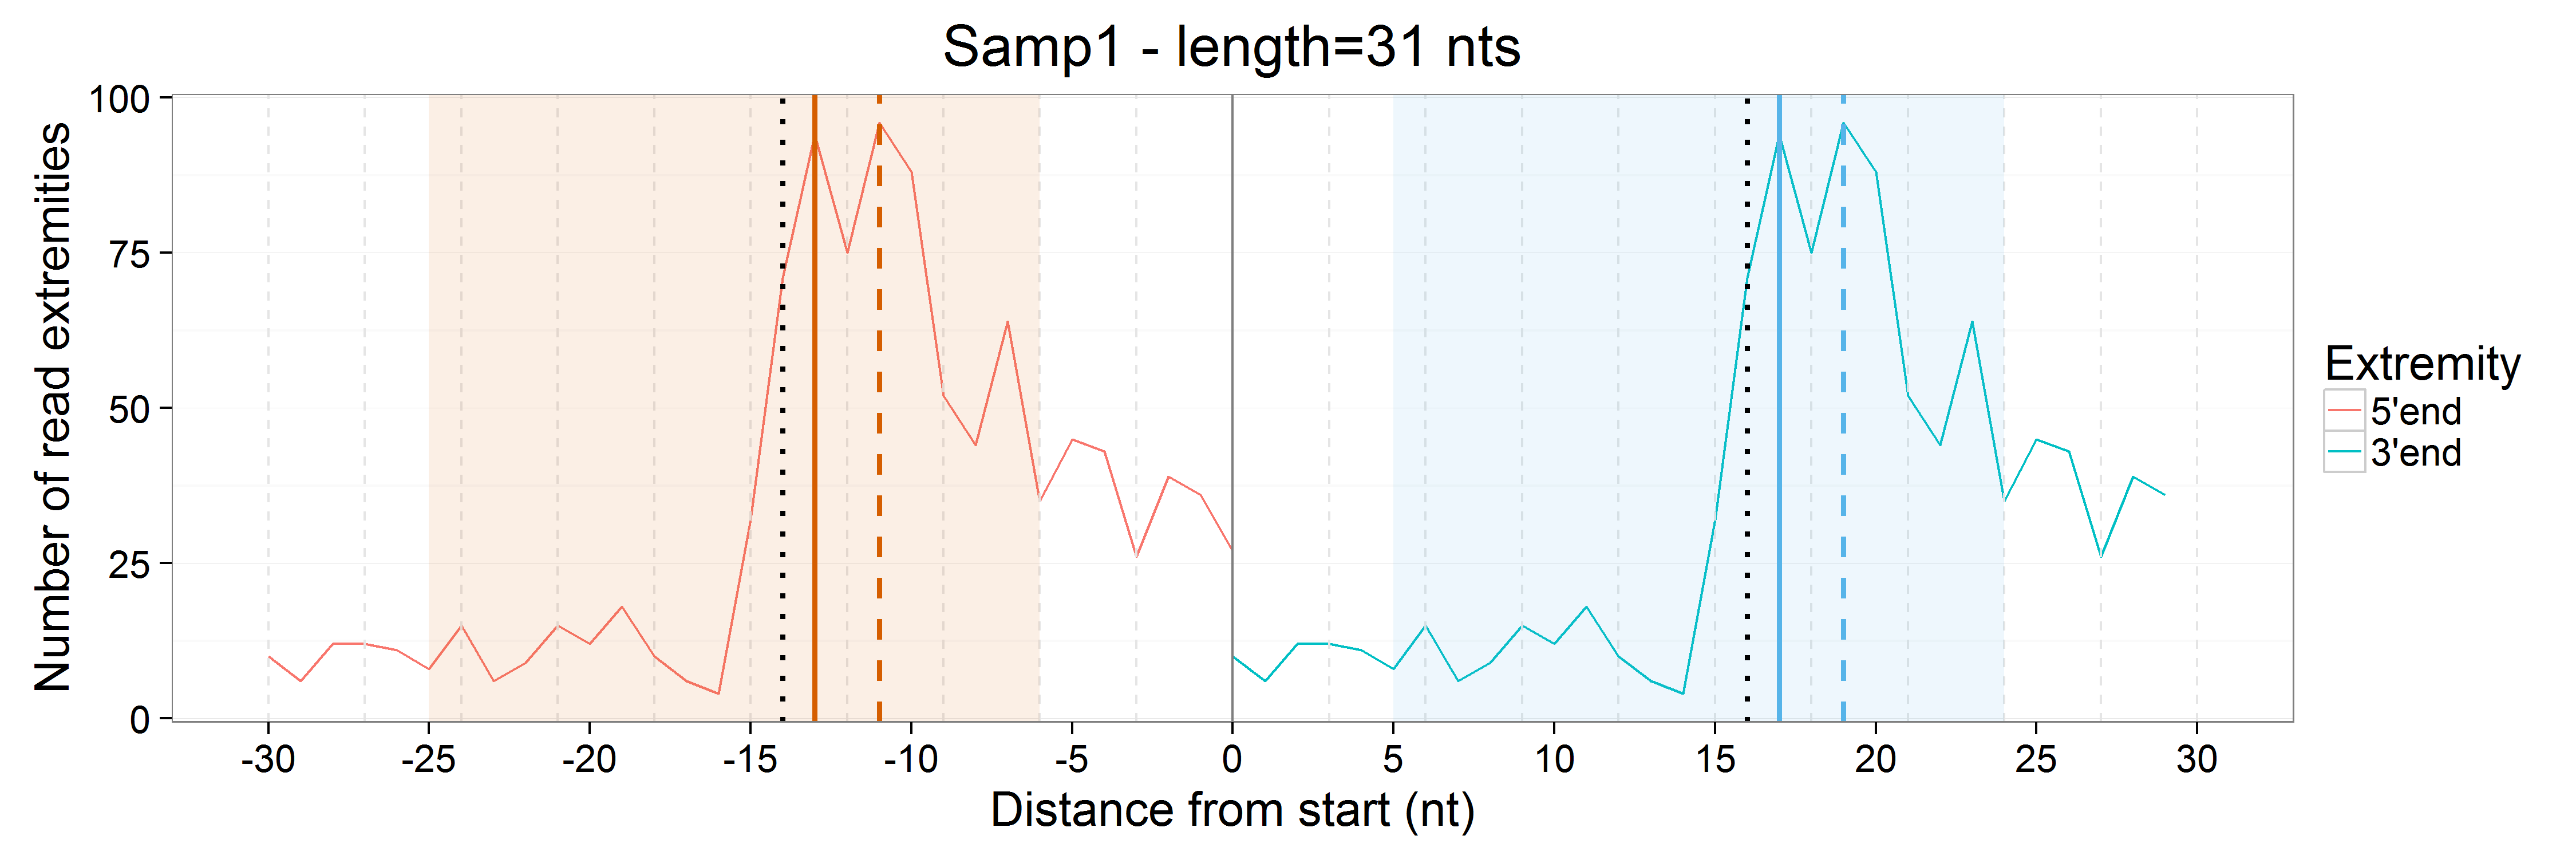 Samp1 - length=31 nts
Number of read extremities
100
75
50
25
0
-30 -25 -20 -15 -10 -5 0 5 10 15 20 25 30
Distance from start (nt)
Extremity
5'end
3'end